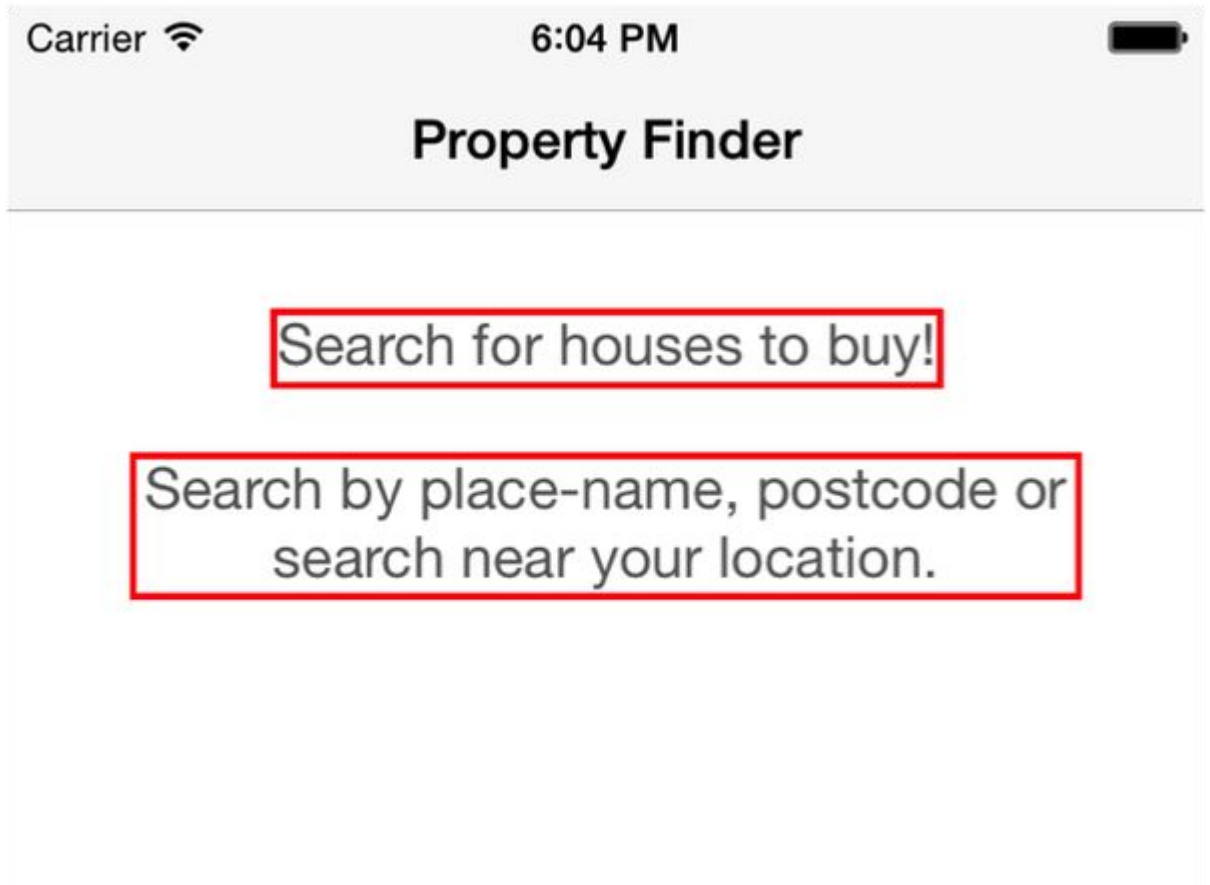 Carrier
6:04 PM
Property Finder
Search for houses to buy!
Search by place-name, postcode or
search near your location.